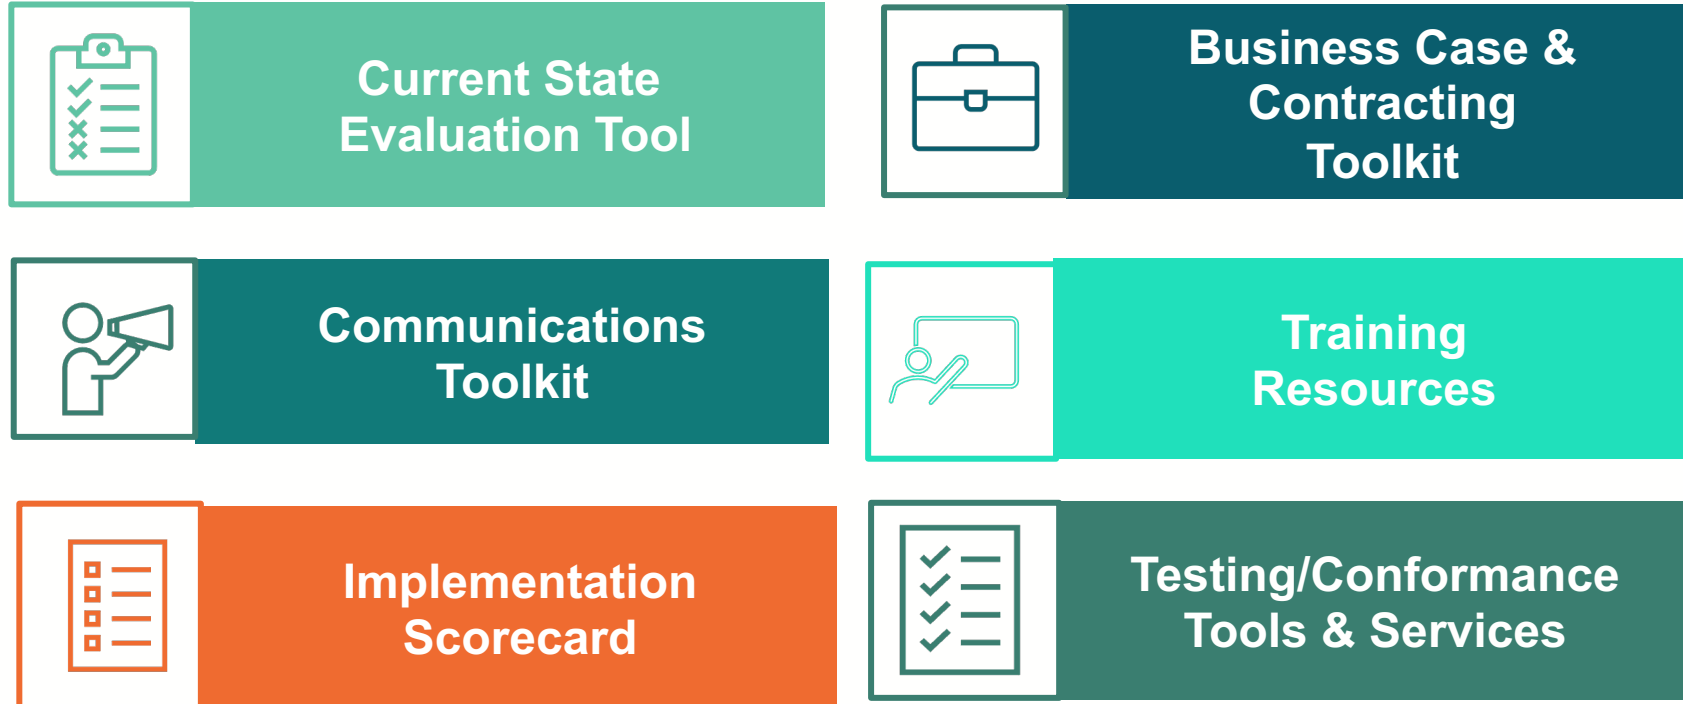 Current State
Evaluation Tool
Business Case &
Contracting
Toolkit
Communications
Toolkit
Training
Resources
Implementation
Scorecard
Testing/Conformance
Tools & Services